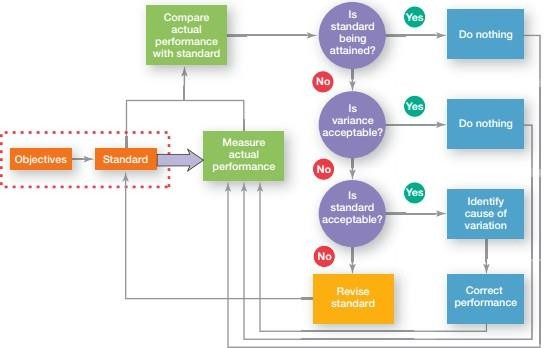 Compare
actual
performance
with standard
Is
standard
being
attained?
Yes
Do nothing
No
Is
variance
acceptable?
Yes
Do nothing
Objectives
Standard
Measure
actual
performance
No
Is
standard
acceptable?
Yes
Identify
cause of
variation
No
Revise
standard
Correct
performance